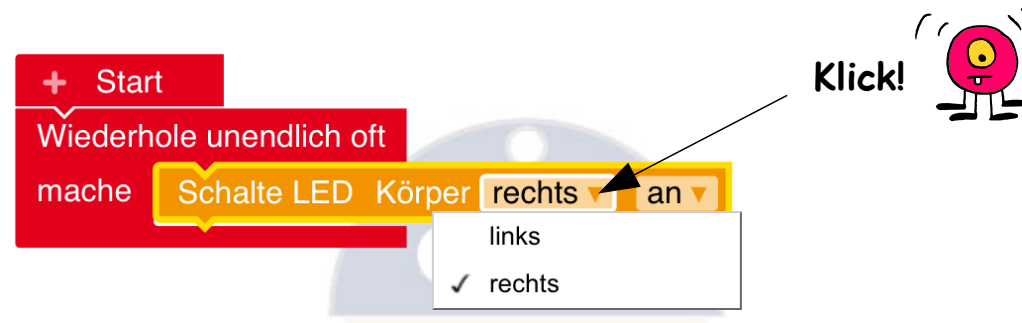 Klick!
+ Start
Wiederhole unendlich oft
mache Schalte LED Körper rechts ▾ an ▾
links
✓ rechts